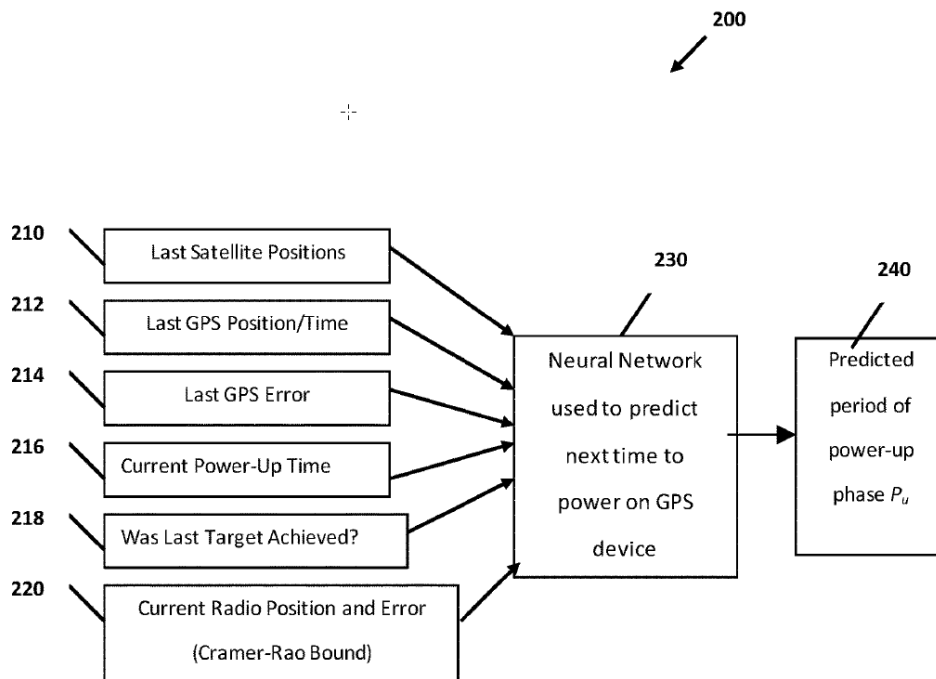 200
210
Last Satellite Positions
212
Last GPS Position/Time
214
Last GPS Error
216
Current Power-Up Time
218
Was Last Target Achieved?
220
Current Radio Position and Error
(Cramer-Rao Bound)
230
Neural Network
used to predict
next time to
power on GPS
device
240
Predicted
period of
power-up
phase Pu